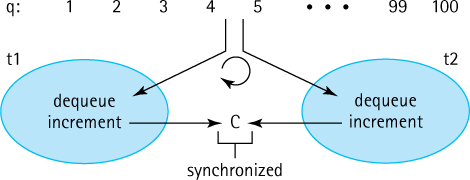 q: 1 2 3 4 5 • • • 99 100
t1 t2
dequeue dequeue
increment C increment
synchronized